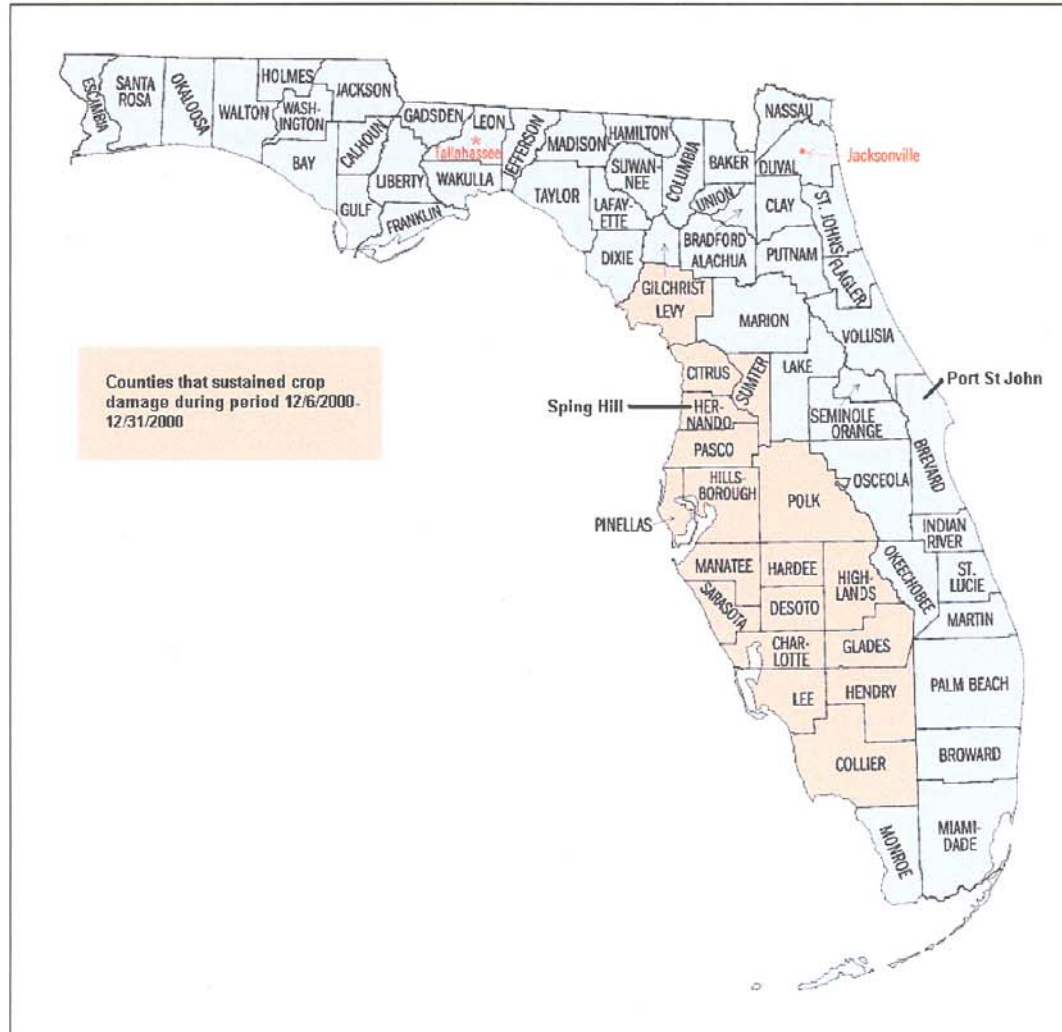 ESCAMBIA
SANTA
ROSA
OKALOOSA
WALTON
HOLMES
WASH-
INGTON
JACKSON
BAY
CALHOUN
GULF
GADSDEN
LIBERTY
FRANKLIN
LEON
Tallahassee
WAKULLA
JEFFERSON
MADISON
TAYLOR
HAMILTON
SUWAN-
NEE
LAFAY-
ETTE
DIXIE
COLUMBIA
BAKER
UNION
BRADFORD
ALACHUA
NASSAU
DUVAL
Jacksonville
CLAY
ST. JOHNS
PUTNAM
FLAGLER
GILCHRIST
LEVY
MARION
VOLUSIA
LAKE
CITRUS
SUMTER
Counties that sustained crop
damage during period 12/6/2000-
12/31/2000
Sping Hill
HER-
NANDO
Port St John
SEMINOLE
ORANGE
PASCO
BREVARD
HILLS-
BOROUGH
POLK
OSCEOLA
PINELLAS
INDIAN
RIVER
MANATEE
HARDEE
HIGH-
LANDS
OKEECHOBEE
ST.
LUCIE
SARASOTA
DESOTO
MARTIN
CHAR-
LOTTE
GLADES
LEE
HENDRY
PALM BEACH
COLLIER
BROWARD
MONROE
MIAMI-
DADE